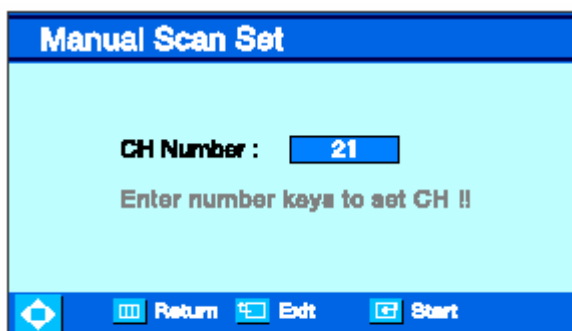 Manual Scan Set
CH Number : 21
Enter number keys to set CH !!
Return Exit Start